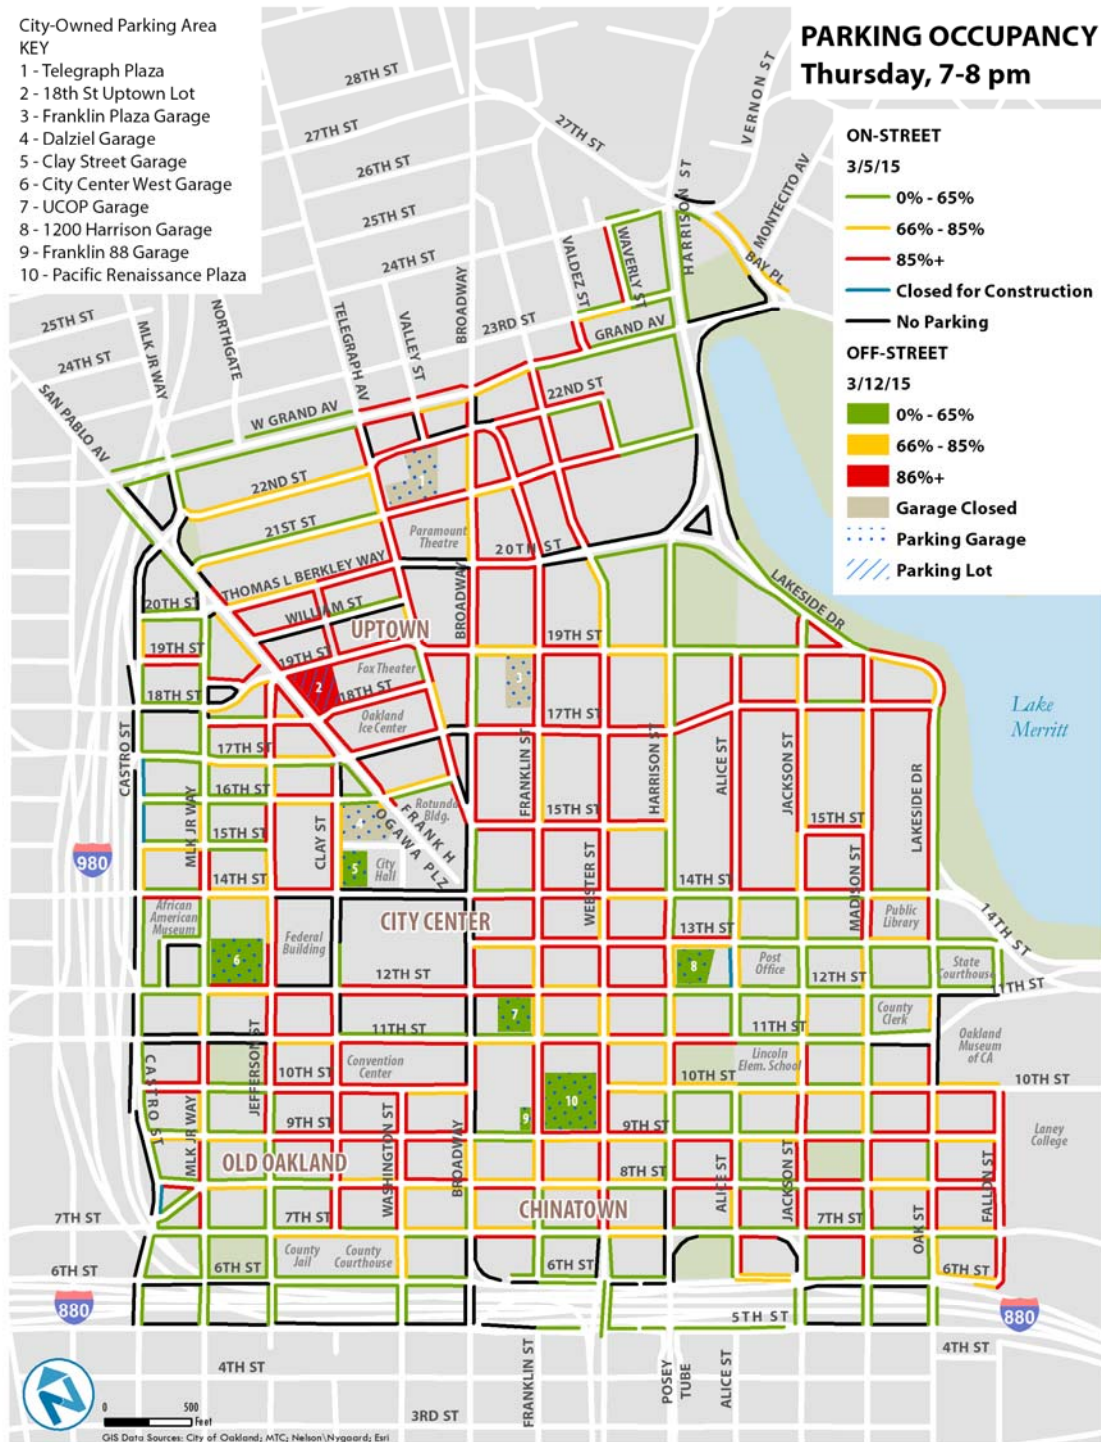 City-Owned Parking Area
KEY
1 - Telegraph Plaza
2 - 18th St Uptown Lot
3 - Franklin Plaza Garage
4 - Dalziel Garage
5 - Clay Street Garage
6 - City Center West Garage
7 - UCOP Garage
8 - 1200 Harrison Garage
9 - Franklin 88 Garage
10 - Pacific Renaissance Plaza
PARKING OCCUPANCY
Thursday, 7-8 pm
ON-STREET
3/5/15
0% - 65%
66% - 85%
85%+
Closed for Construction
No Parking
OFF-STREET
3/12/15
0% - 65%
66% - 85%
86%+
Garage Closed
Parking Garage
Parking Lot
28TH ST
27TH ST
27TH ST
26TH ST
25TH ST
24TH ST
23RD ST
VERNON ST
MONTECITO AV
BAY PL
HARRISON ST
WAVERLY ST
VALDEZ ST
BROADWAY
VALLEY ST
TELEGRAPH AV
NORTHGATE
MLK JR WAY
25TH ST
24TH ST
SAN PABLO AV
W GRAND AV
GRAND AV
22ND ST
22ND ST
21ST ST
Paramount
Theatre
20TH ST
THOMAS L BERKLEY WAY
WILLIAM ST
UPTOWN
BROADWAY
LAKESIDE DR
20TH ST
19TH ST
19TH ST
19TH ST
Fox Theater
18TH ST
18TH ST
Oakland
Ice Center
17TH ST
17TH ST
Lake
Merritt
CASTRO ST
FRANKLIN ST
HARRISON ST
ALICE ST
JACKSON ST
LAKESIDE DR
16TH ST
15TH ST
15TH ST
15TH ST
Rotunda
Bldg.
FRANK H
OGAWA PLZ
CLAY ST
MLK JR WAY
City
Hall
980
14TH ST
14TH ST
14TH ST
WEBSTER ST
MADISON ST
African
American
Museum
Federal
Building
CITY CENTER
13TH ST
Public
Library
12TH ST
12TH ST
Post
Office
State
Courthouse
11TH ST
11TH ST
11TH ST
County
Clerk
Oakland
Museum
of CA
JEFFERSON ST
Convention
Center
10TH ST
10TH ST
10TH ST
Lincoln
Elem. School
CASTRO ST
MLK JR WAY
9TH ST
9TH ST
WASHINGTON ST
BROADWAY
Laney
College
OLD OAKLAND
8TH ST
ALICE ST
JACKSON ST
OAK ST
FALLON ST
CHINATOWN
7TH ST
7TH ST
7TH ST
County
Jail
County
Courthouse
6TH ST
6TH ST
6TH ST
6TH ST
880
880
5TH ST
4TH ST
4TH ST
3RD ST
FRANKLIN ST
POSEY
TUBE
ALICE ST
1
2
3
4
5
6
7
8
9
10
N
0
500
Feet
GIS Data Sources: City of Oakland; MTC; Nelson\Nygaard; Esri